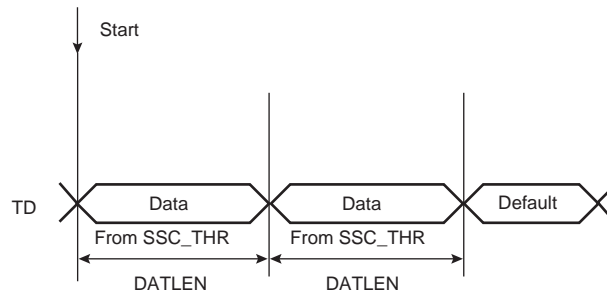 Start
TD
Data
Data
Default
From SSC_THR
From SSC_THR
DATLEN
DATLEN